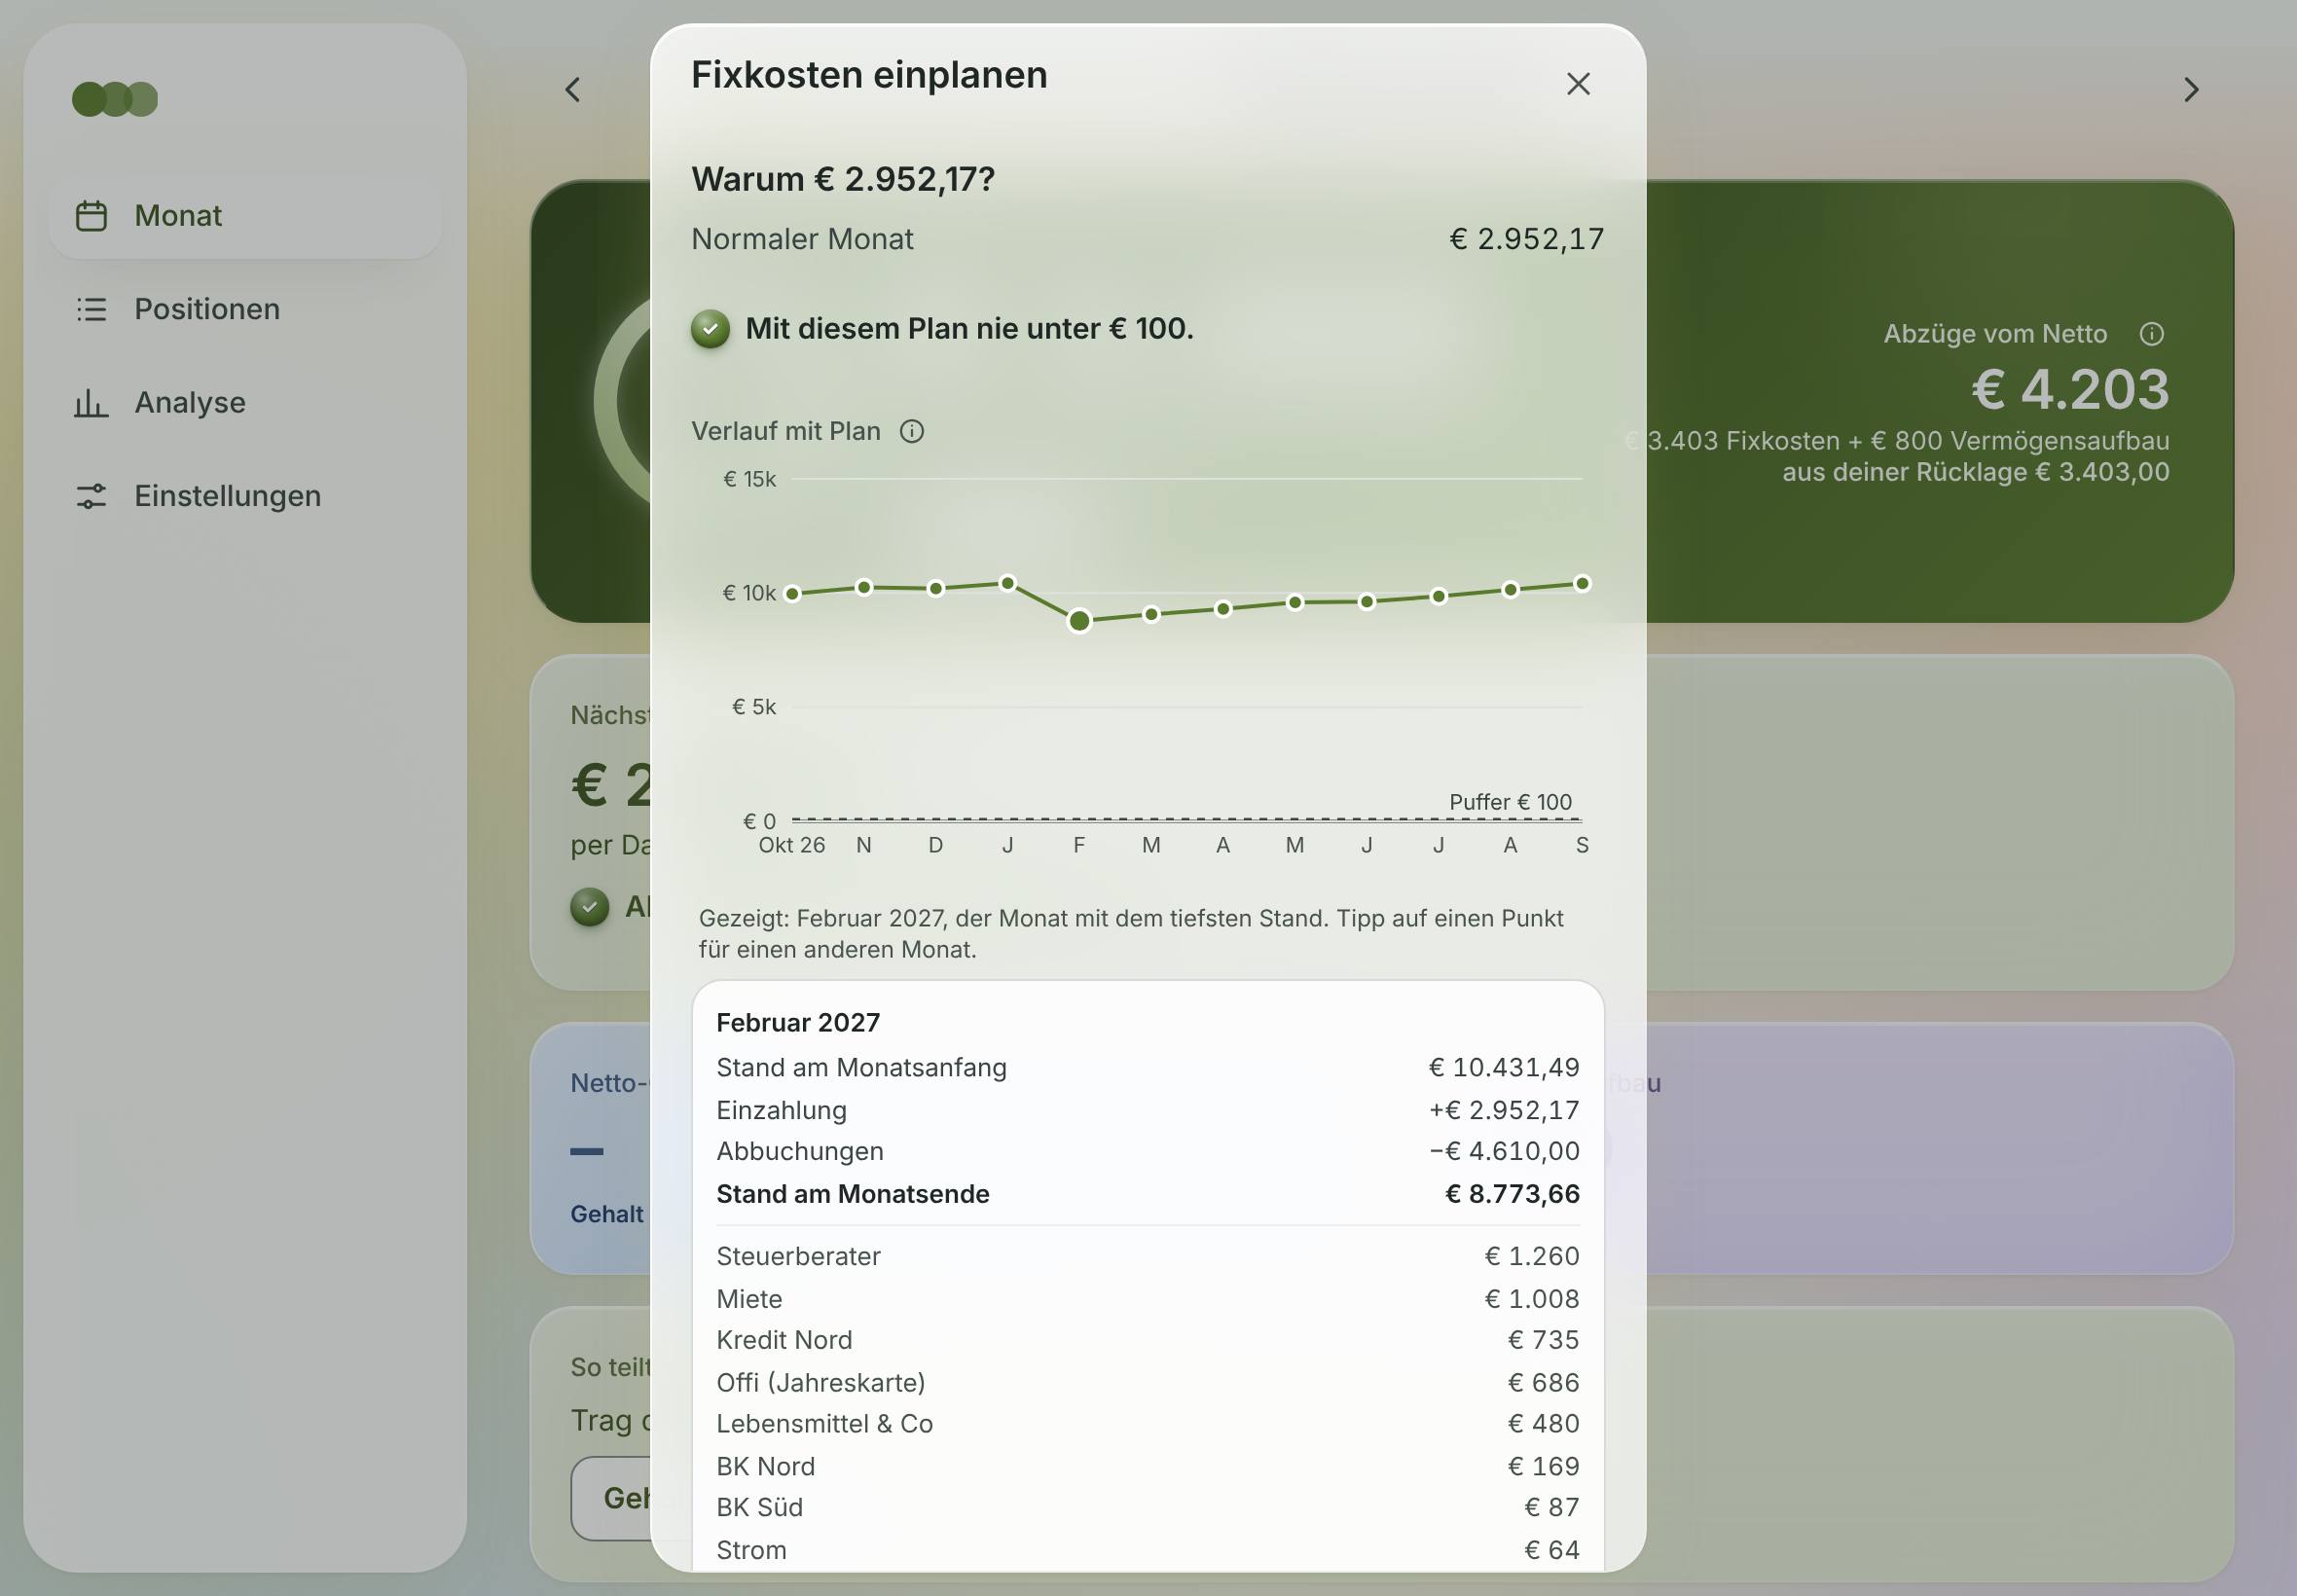 Monat
Positionen
Analyse
Einstellungen
Fixkosten einplanen
Warum € 2.952,17?
Normaler Monat € 2.952,17
Mit diesem Plan nie unter € 100.
Verlauf mit Plan
€ 15k
€ 10k
€ 5k
€ 0
Puffer € 100
Okt 26 N D J F M A M J J A S
Gezeigt: Februar 2027, der Monat mit dem tiefsten Stand. Tipp auf einen Punkt
für einen anderen Monat.
Februar 2027
Stand am Monatsanfang € 10.431,49
Einzahlung +€ 2.952,17
Abbuchungen −€ 4.610,00
Stand am Monatsende € 8.773,66
Steuerberater € 1.260
Miete € 1.008
Kredit Nord € 735
Offi (Jahreskarte) € 686
Lebensmittel & Co € 480
BK Nord € 169
BK Süd € 87
Strom € 64
Abzüge vom Netto
€ 4.203
€ 3.403 Fixkosten + € 800 Vermögensaufbau
aus deiner Rücklage € 3.403,00
€ 2
per
Netto-
Gehalt
So teilt
Trag